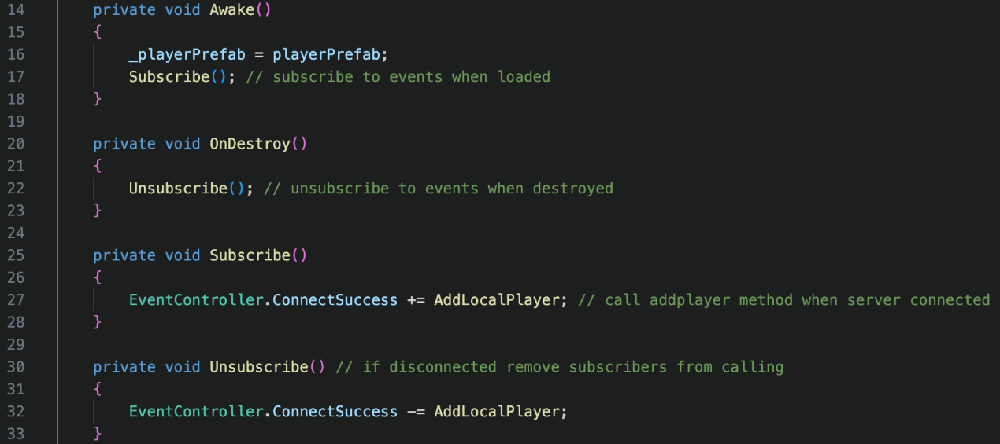 14 private void Awake()
15 {
16 _playerPrefab = playerPrefab;
17 Subscribe(); // subscribe to events when loaded
18 }
19
20 private void OnDestroy()
21 {
22 Unsubscribe(); // unsubscribe to events when destroyed
23 }
24
25 private void Subscribe()
26 {
27 EventController.ConnectSuccess += AddLocalPlayer; // call addplayer method when server connected
28 }
29
30 private void Unsubscribe() // if disconnected remove subscribers from calling
31 {
32 EventController.ConnectSuccess -= AddLocalPlayer;
33 }